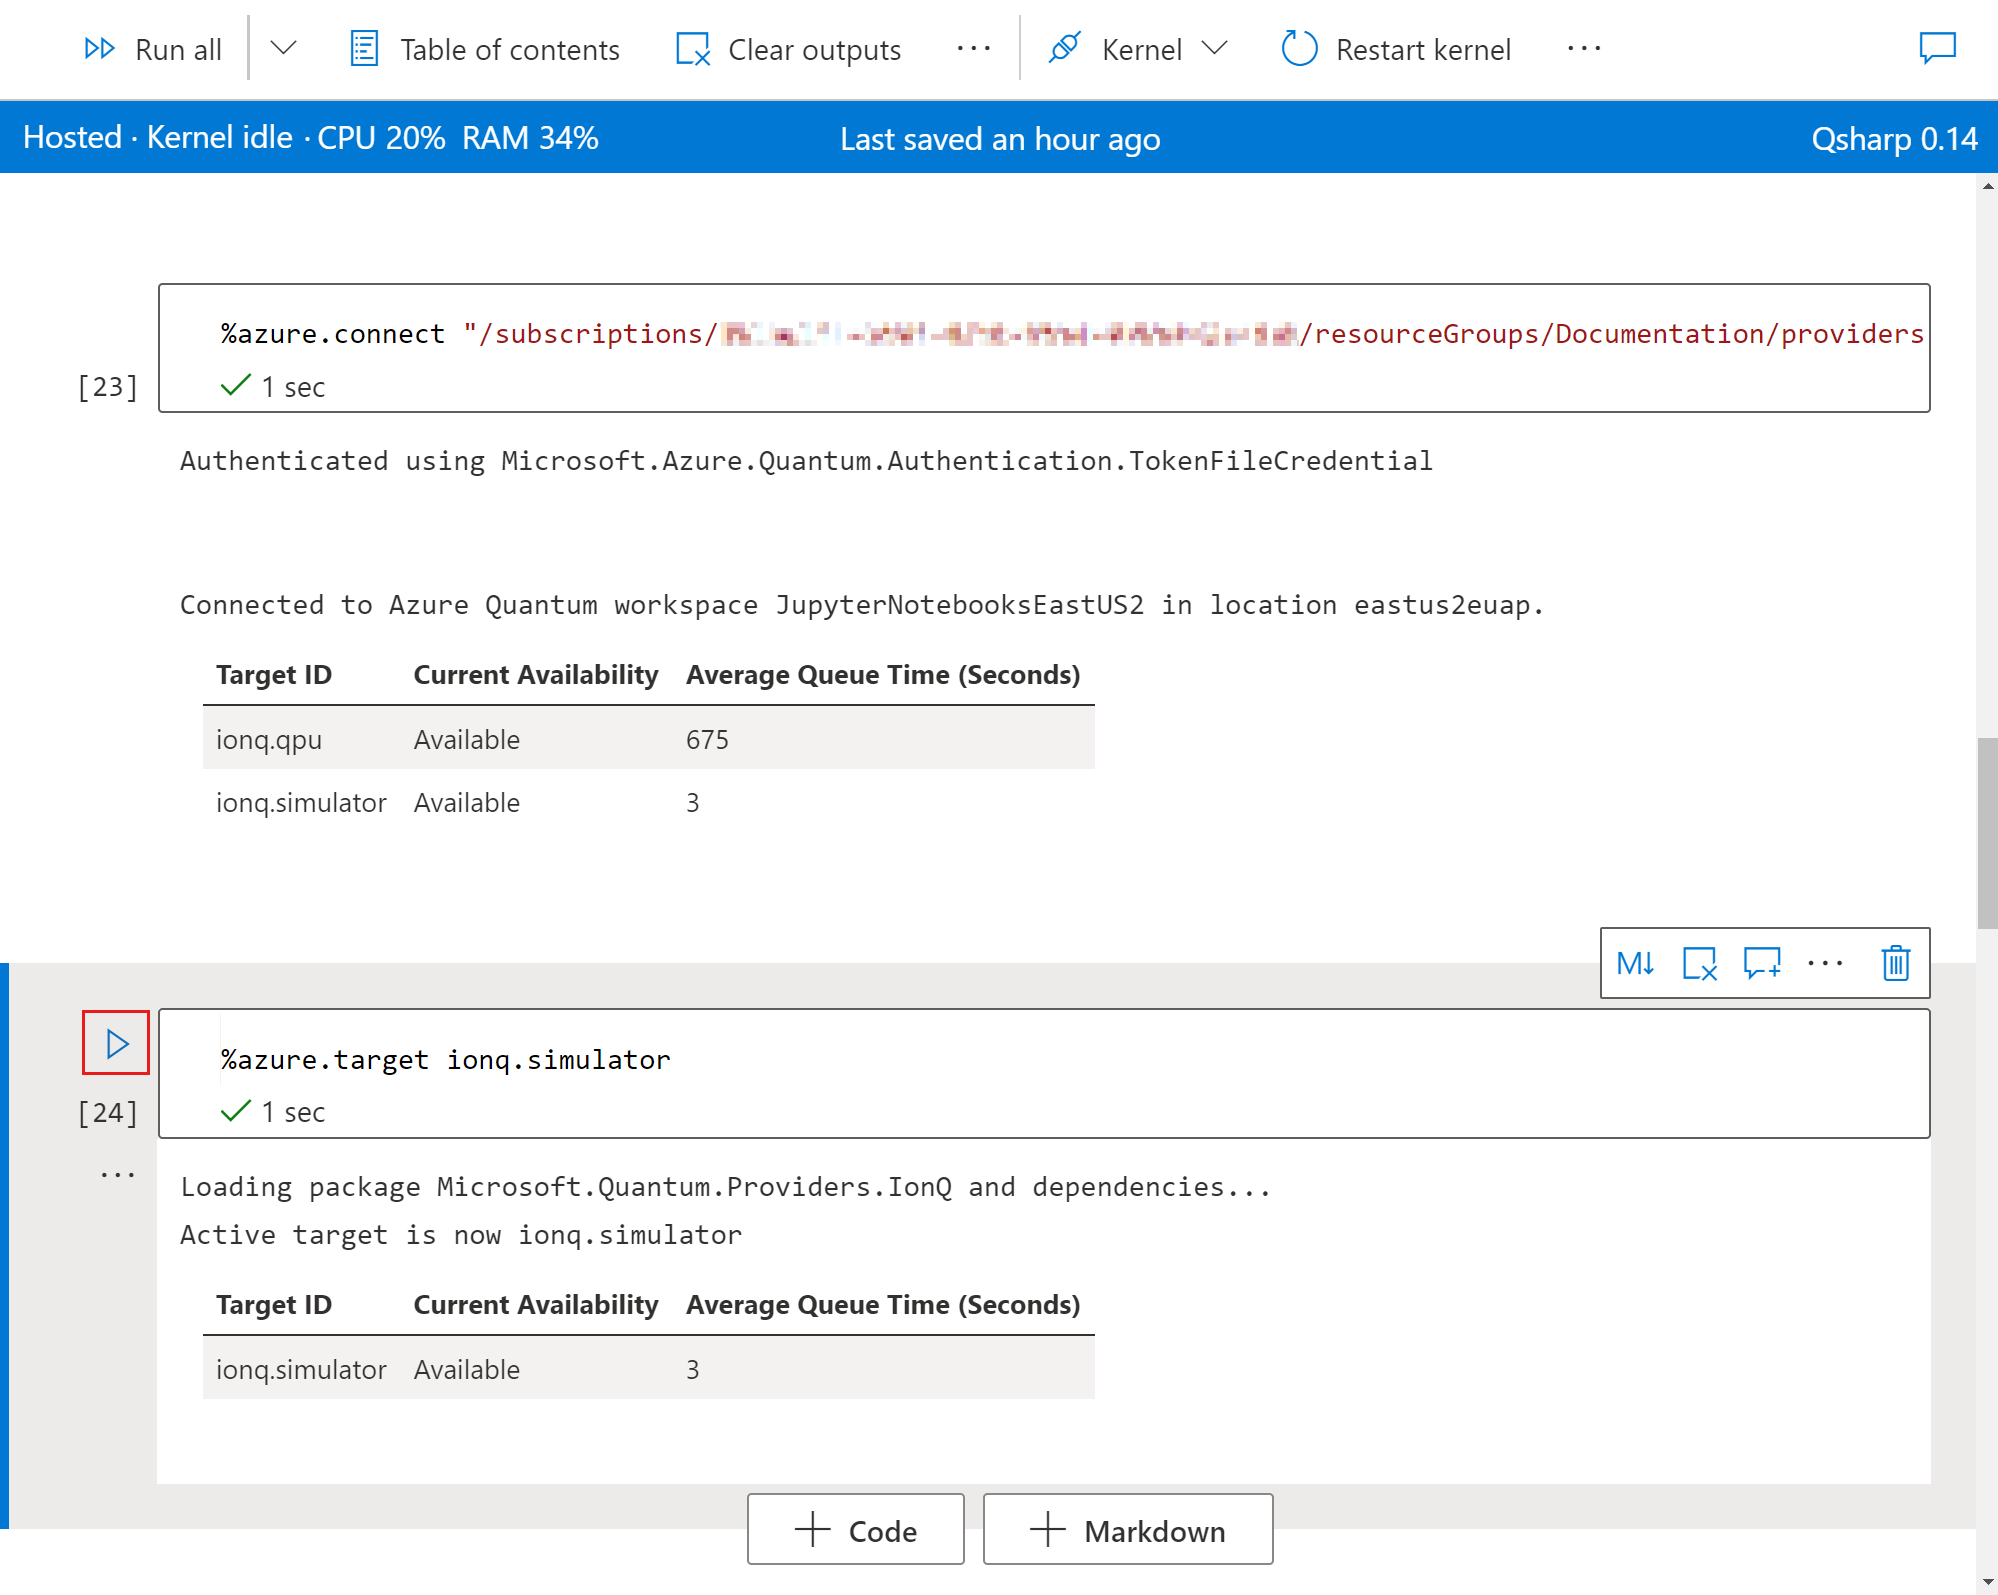 Run all Table of contents Clear outputs ··· Kernel Restart kernel ···
Hosted · Kernel idle · CPU 20% RAM 34% Last saved an hour ago Qsharp 0.14
%azure.connect "/subscriptions/ /resourceGroups/Documentation/providers
[23] 1 sec
Authenticated using Microsoft.Azure.Quantum.Authentication.TokenFileCredential
Connected to Azure Quantum workspace JupyterNotebooksEastUS2 in location eastus2euap.
Target ID Current Availability Average Queue Time (Seconds)
ionq.qpu Available 675
ionq.simulator Available 3
M↓ ···
%azure.target ionq.simulator
[24] 1 sec
···
Loading package Microsoft.Quantum.Providers.IonQ and dependencies...
Active target is now ionq.simulator
Target ID Current Availability Average Queue Time (Seconds)
ionq.simulator Available 3
+ Code + Markdown